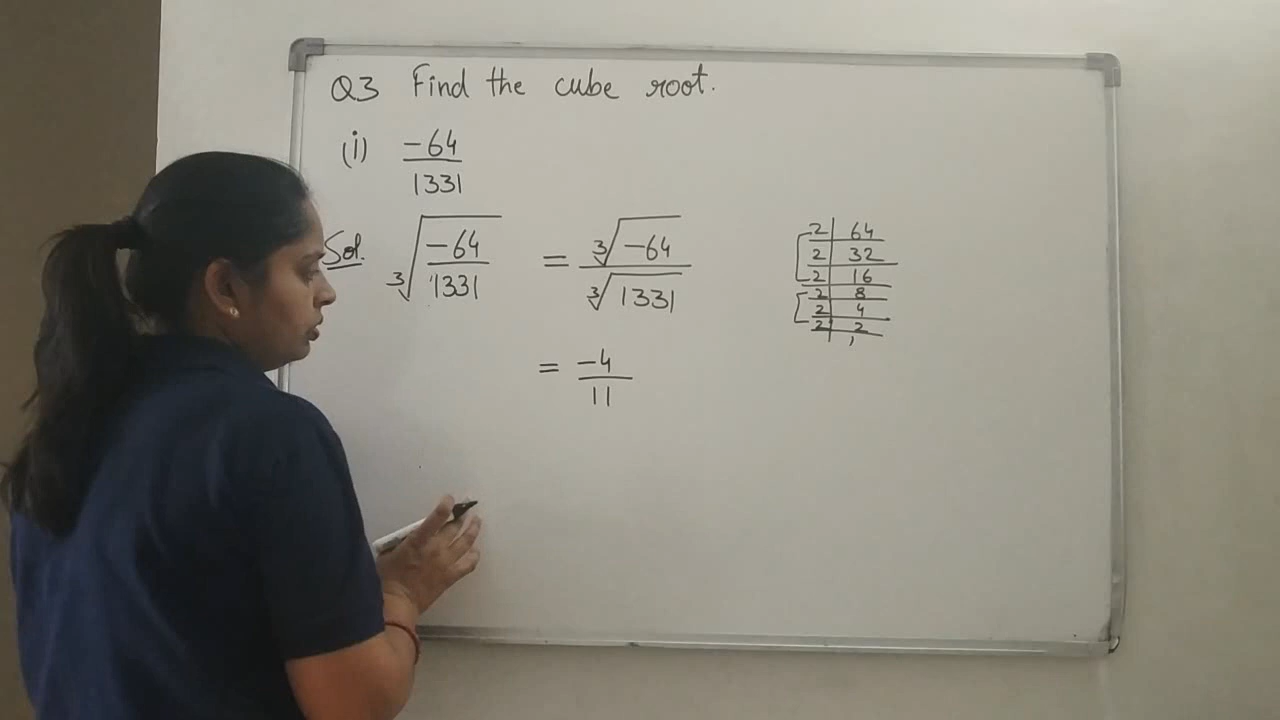 Q3 Find the cube root.
(i) -64/1331
Sol. ∛(-64/1331) = ∛-64/∛1331
= -4/11
2 | 64
2 | 32
2 | 16
2 | 8
2 | 4
2 | 2
1